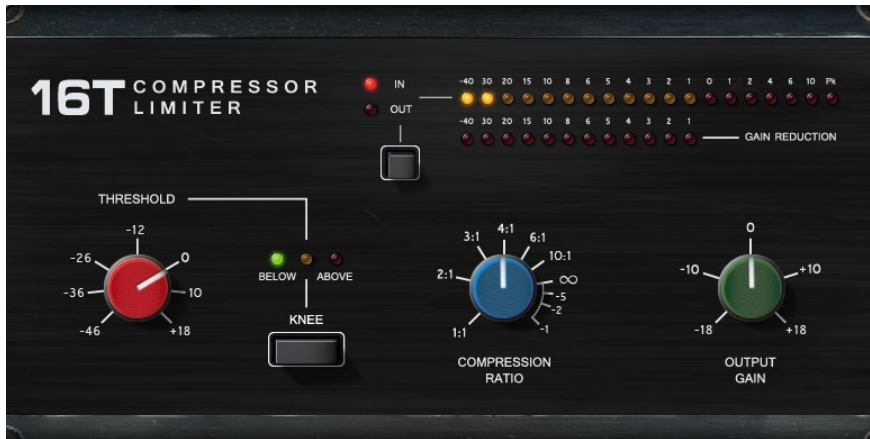 16T COMPRESSOR
LIMITER
IN
OUT
-40 30 20 15 10 8 6 5 4 3 2 1 0 1 2 4 6 10 Pk
-40 30 20 15 10 8 6 5 4 3 2 1
GAIN REDUCTION
THRESHOLD
-12
-26 0
-36 10
-46 +18
BELOW ABOVE
KNEE
4:1
3:1 6:1
10:1
2:1 ∞
-5
-2
1:1 -1
COMPRESSION
RATIO
0
-10 +10
-18 +18
OUTPUT
GAIN